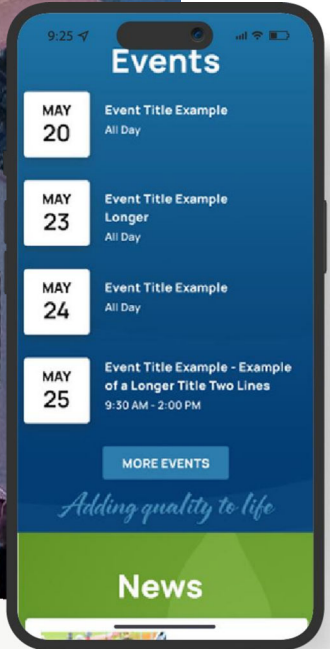 9:25
Events
MAY
20
Event Title Example
All Day
MAY
23
Event Title Example
Longer
All Day
MAY
24
Event Title Example
All Day
MAY
25
Event Title Example - Example
of a Longer Title Two Lines
9:30 AM - 2:00 PM
MORE EVENTS
Adding quality to life
News